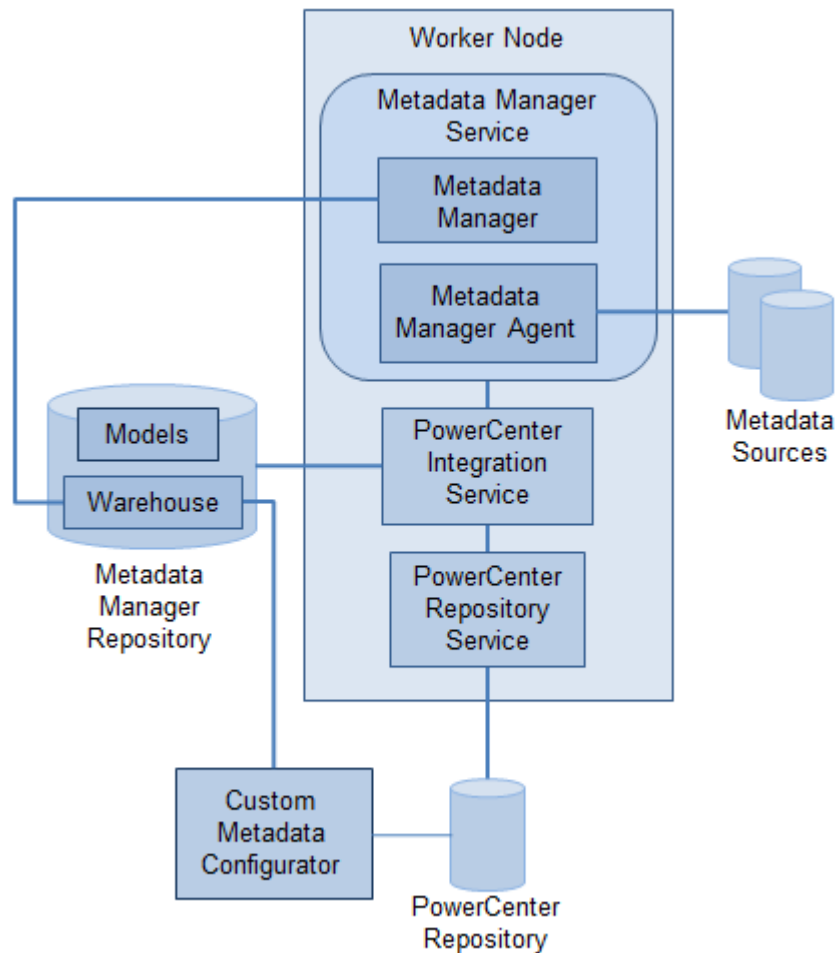 Worker Node
Metadata Manager
Service
Metadata
Manager
Metadata
Manager Agent
Metadata
Sources
Models
Warehouse
Metadata
Manager
Repository
PowerCenter
Integration
Service
PowerCenter
Repository
Service
Custom
Metadata
Configurator
PowerCenter
Repository